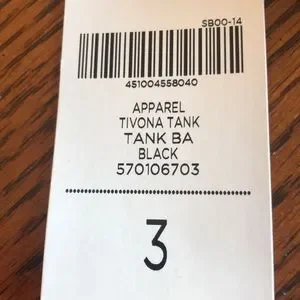 SB00-14
451004558040
APPAREL
TIVONA TANK
TANK BA
BLACK
570106703
3